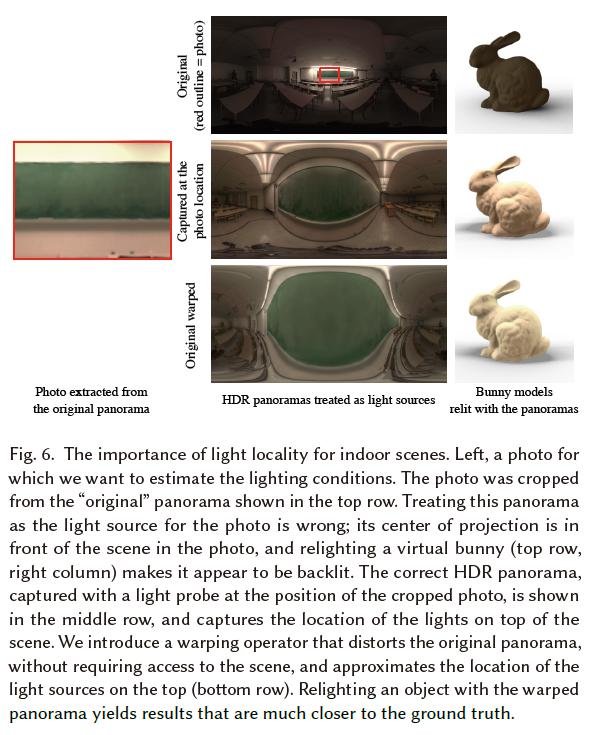 Original
(red outline = photo)
Captured at the
photo location
Original warped
Photo extracted from
the original panorama
HDR panoramas treated as light sources
Bunny models
relit with the panoramas
Fig. 6. The importance of light locality for indoor scenes. Left, a photo for
which we want to estimate the lighting conditions. The photo was cropped
from the “original” panorama shown in the top row. Treating this panorama
as the light source for the photo is wrong; its center of projection is in
front of the scene in the photo, and relighting a virtual bunny (top row,
right column) makes it appear to be backlit. The correct HDR panorama,
captured with a light probe at the position of the cropped photo, is shown
in the middle row, and captures the location of the lights on top of the
scene. We introduce a warping operator that distorts the original panorama,
without requiring access to the scene, and approximates the location of the
light sources on the top (bottom row). Relighting an object with the warped
panorama yields results that are much closer to the ground truth.